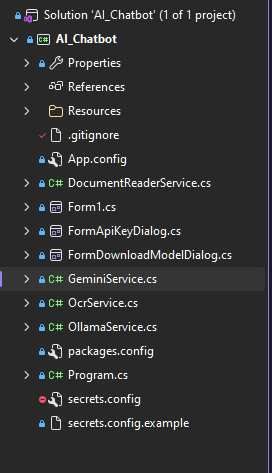 Solution 'AI_Chatbot' (1 of 1 project)
AI_Chatbot
Properties
References
Resources
.gitignore
App.config
C# DocumentReaderService.cs
Form1.cs
FormApiKeyDialog.cs
FormDownloadModelDialog.cs
C# GeminiService.cs
C# OcrService.cs
C# OllamaService.cs
packages.config
C# Program.cs
secrets.config
secrets.config.example